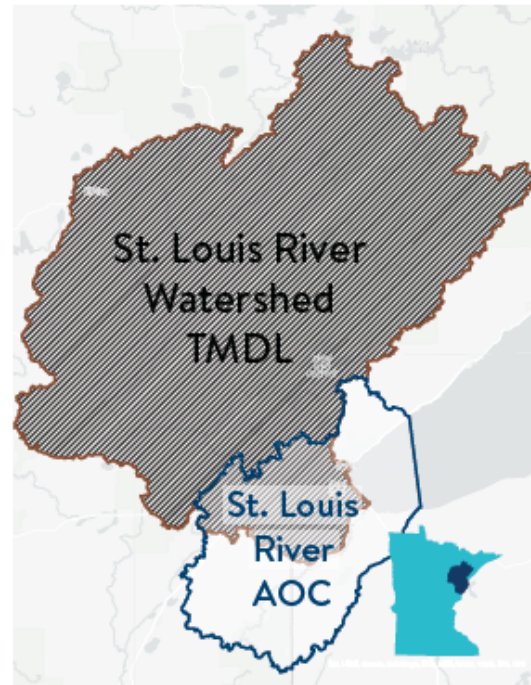 St. Louis River
Watershed
TMDL
St. Louis
River
AOC